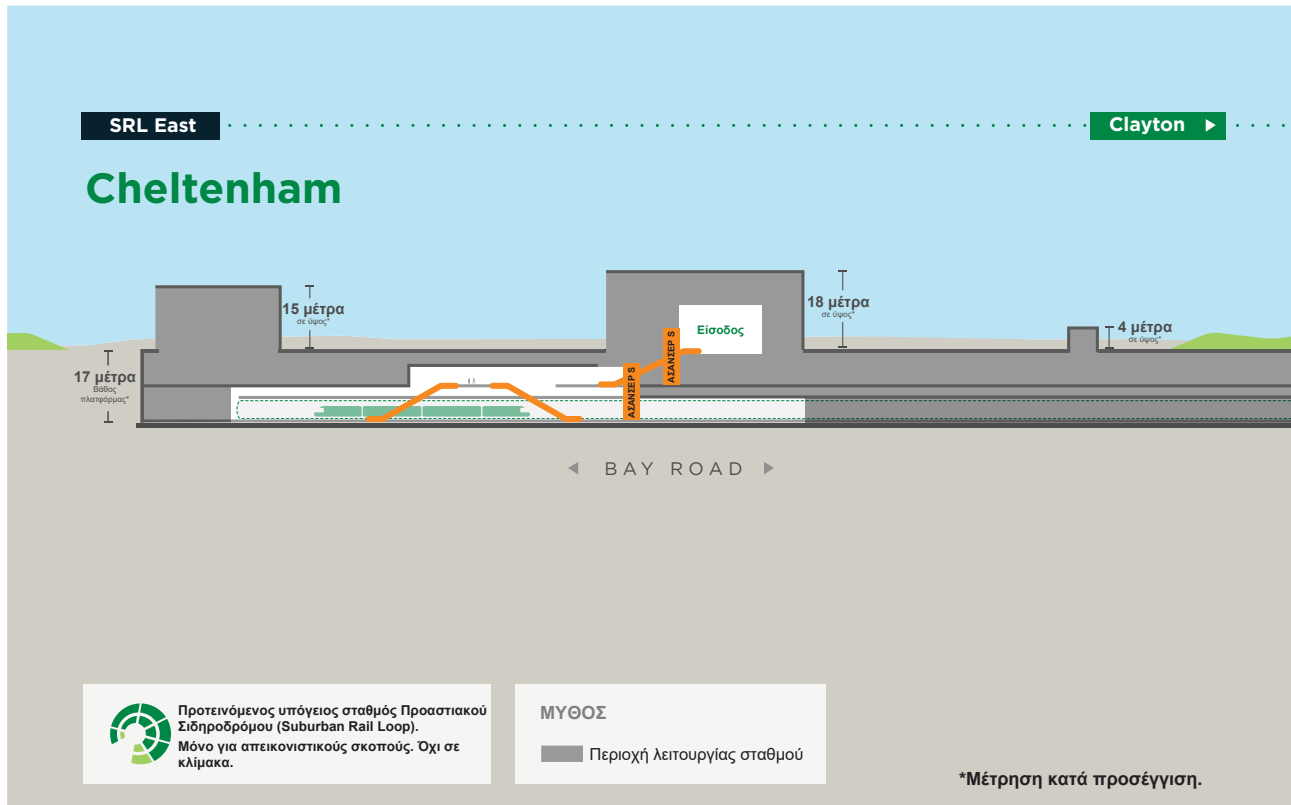 SRL East
Clayton
Cheltenham
15 μέτρα
σε ύψος*
18 μέτρα
σε ύψος*
4 μέτρα
σε ύψος*
Είσοδος
ΑΣΑΝΣΕΡ S
ΑΣΑΝΣΕΡ S
17 μέτρα
Βάθος
πλατφόρμας*
BAY ROAD
Προτεινόμενος υπόγειος σταθμός Προαστιακού
Σιδηροδρόμου (Suburban Rail Loop).
Μόνο για απεικονιστικούς σκοπούς. Όχι σε
κλίμακα.
ΜΥΘΟΣ
Περιοχή λειτουργίας σταθμού
*Μέτρηση κατά προσέγγιση.